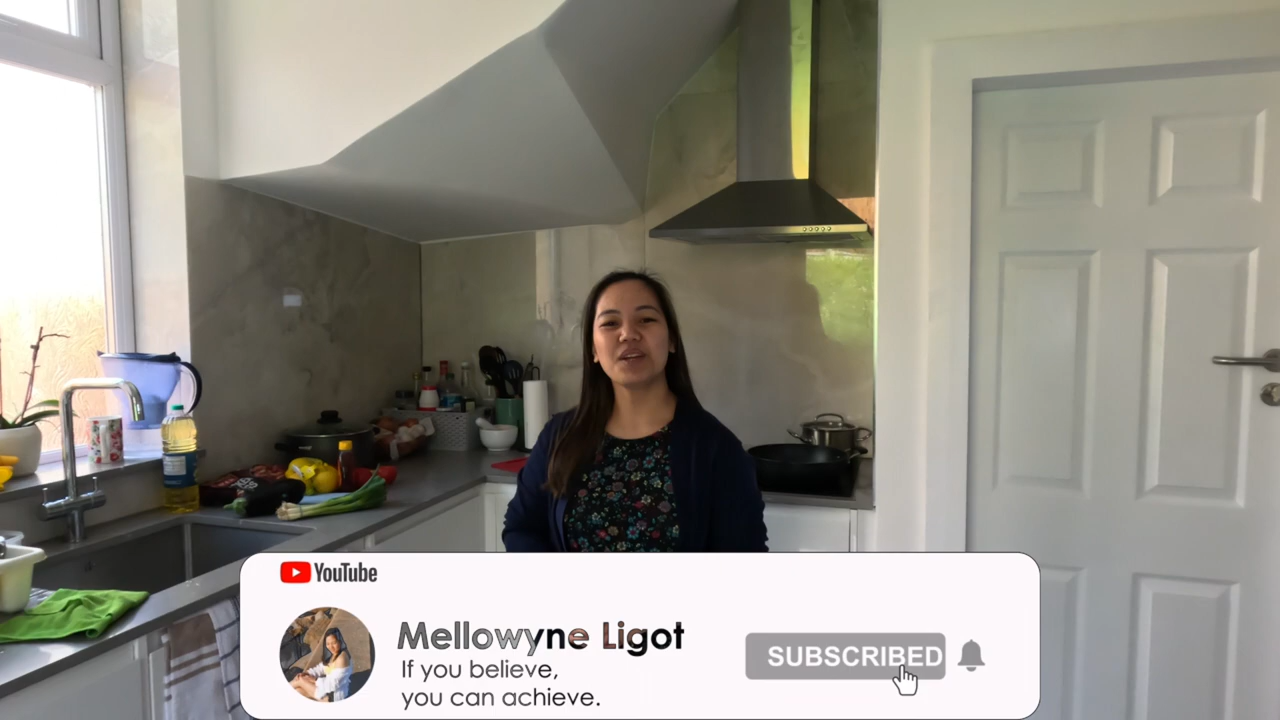 YouTube
Mellowyne Ligot
If you believe,
you can achieve.
SUBSCRIBED